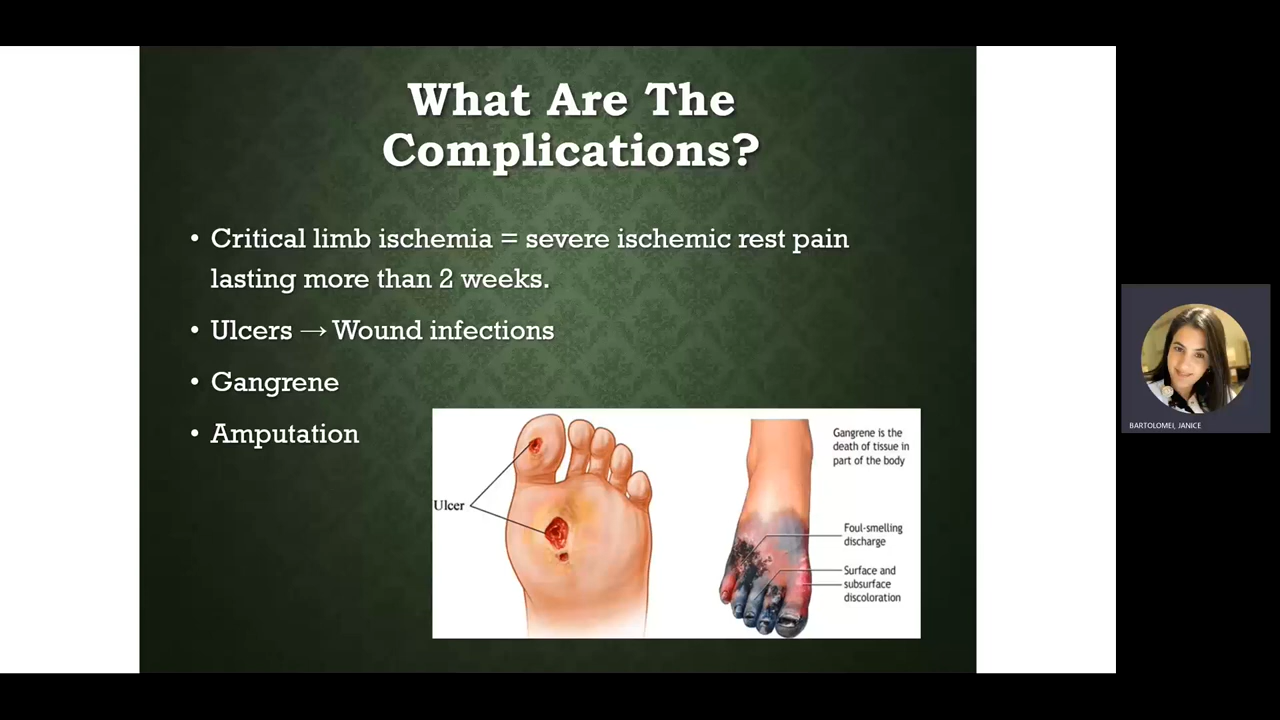 What Are The
Complications?
• Critical limb ischemia = severe ischemic rest pain
lasting more than 2 weeks.
• Ulcers → Wound infections
• Gangrene
• Amputation
Ulcer
Gangrene is the
death of tissue in
part of the body
Foul-smelling
discharge
Surface and
subsurface
discoloration
BARTOLOMEI, JANICE